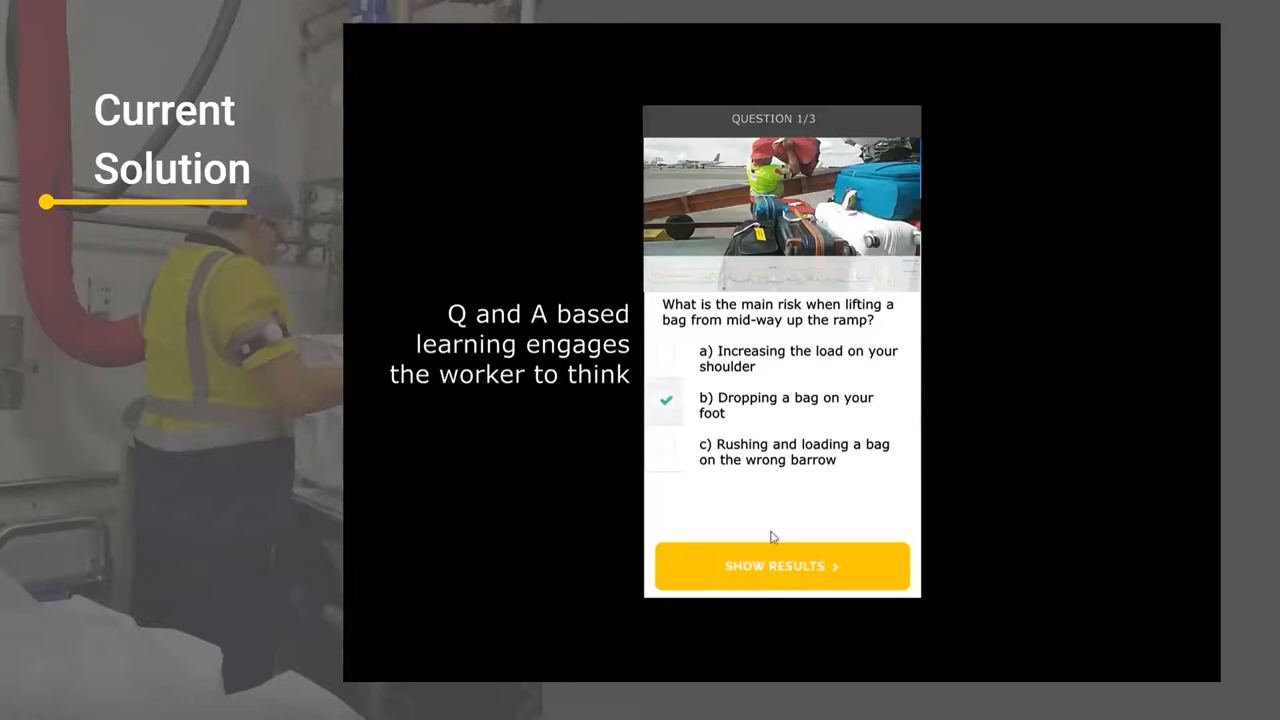 Current
Solution
Q and A based
learning engages
the worker to think
QUESTION 1/3
What is the main risk when lifting a
bag from mid-way up the ramp?
a) Increasing the load on your
shoulder
b) Dropping a bag on your
foot
c) Rushing and loading a bag
on the wrong barrow
SHOW RESULTS